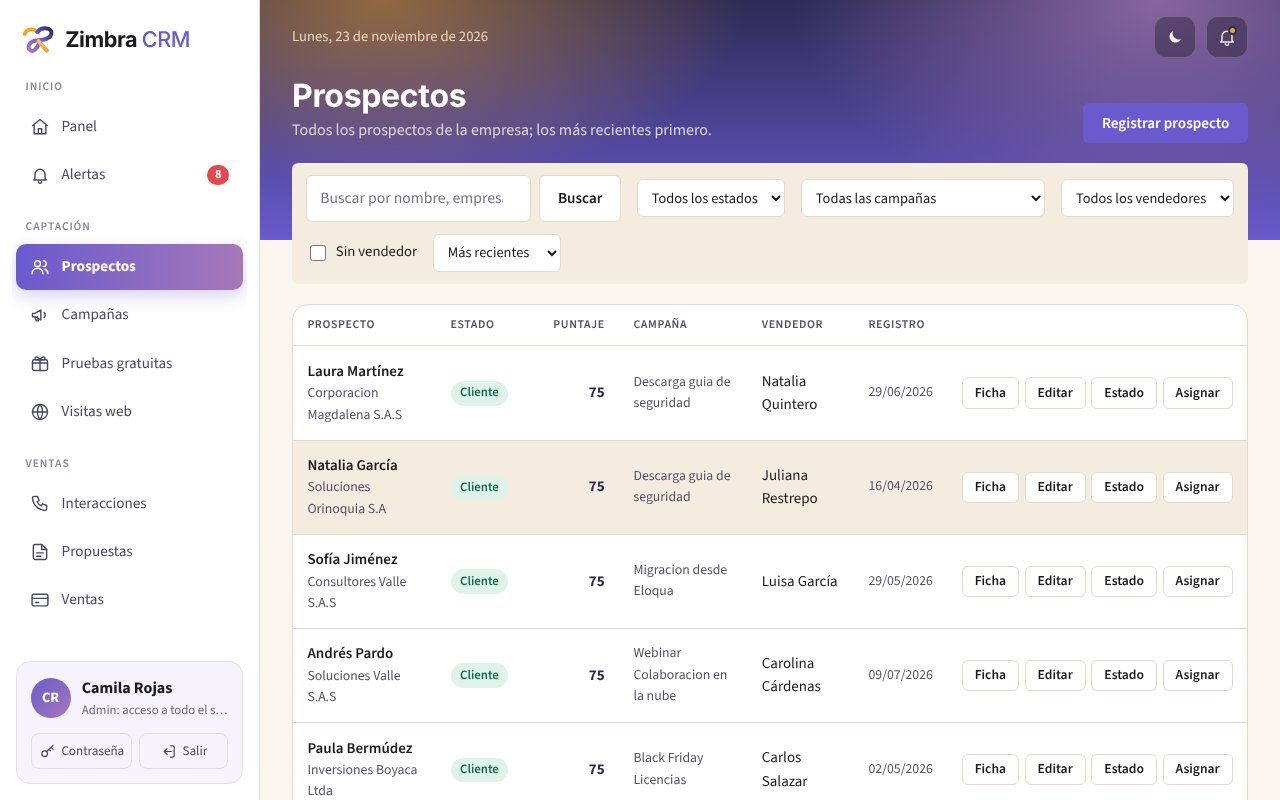 Zimbra CRM
INICIO
Panel
Alertas
8
CAPTACIÓN
Prospectos
Campañas
Pruebas gratuitas
Visitas web
VENTAS
Interacciones
Propuestas
Ventas
CR
Camila Rojas
Admin: acceso a todo el s…
Contraseña
Salir
Lunes, 23 de noviembre de 2026
Prospectos
Todos los prospectos de la empresa; los más recientes primero.
Registrar prospecto
Buscar por nombre, empres
Buscar
Todos los estados
Todas las campañas
Todos los vendedores
Sin vendedor
Más recientes
PROSPECTO ESTADO PUNTAJE CAMPAÑA VENDEDOR REGISTRO
Laura Martínez
Corporacion
Magdalena S.A.S
Cliente
75
Descarga guia de
seguridad
Natalia
Quintero
29/06/2026
Ficha Editar Estado Asignar
Natalia García
Soluciones
Orinoquia S.A
Cliente
75
Descarga guia de
seguridad
Juliana
Restrepo
16/04/2026
Ficha Editar Estado Asignar
Sofía Jiménez
Consultores Valle
S.A.S
Cliente
75
Migracion desde
Eloqua
Luisa García
29/05/2026
Ficha Editar Estado Asignar
Andrés Pardo
Soluciones Valle
S.A.S
Cliente
75
Webinar
Colaboracion en
la nube
Carolina
Cárdenas
09/07/2026
Ficha Editar Estado Asignar
Paula Bermúdez
Inversiones Boyaca
Ltda
Cliente
75
Black Friday
Licencias
Carlos
Salazar
02/05/2026
Ficha Editar Estado Asignar